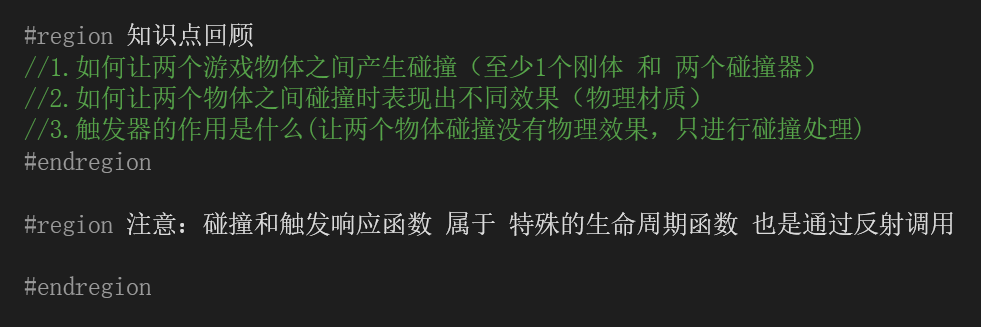 #region 知识点回顾
//1.如何让两个游戏物体之间产生碰撞（至少1个刚体 和 两个碰撞器）
//2.如何让两个物体之间碰撞时表现出不同效果（物理材质）
//3.触发器的作用是什么(让两个物体碰撞没有物理效果，只进行碰撞处理)
#endregion
#region 注意：碰撞和触发响应函数 属于 特殊的生命周期函数 也是通过反射调用
#endregion